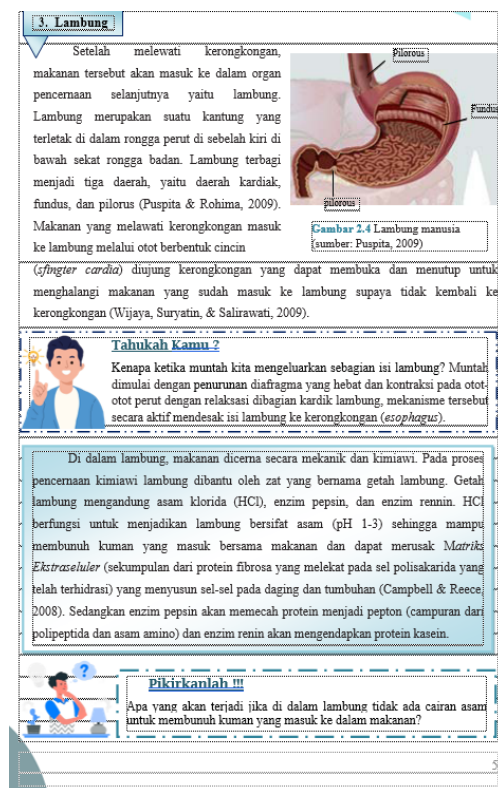 3. Lambung
Setelah melewati kerongkongan,
makanan tersebut akan masuk ke dalam organ
pencernaan selanjutnya yaitu lambung.
Lambung merupakan suatu kantung yang
terletak di dalam rongga perut di sebelah kiri di
bawah sekat rongga badan. Lambung terbagi
menjadi tiga daerah, yaitu daerah kardiak,
fundus, dan pilorus (Puspita & Rohima, 2009).
Makanan yang melawati kerongkongan masuk
ke lambung melalui otot berbentuk cincin
Pilorous
Fundus
pilorous
Gambar 2.4 Lambung manusia
(sumber: Puspita, 2009)
(sfingter cardia) diujung kerongkongan yang dapat membuka dan menutup untuk
menghalangi makanan yang sudah masuk ke lambung supaya tidak kembali ke
kerongkongan (Wijaya, Suryatin, & Salirawati, 2009).
Tahukah Kamu ?
Kenapa ketika muntah kita mengeluarkan sebagian isi lambung? Muntah
dimulai dengan penurunan diafragma yang hebat dan kontraksi pada otot-
otot perut dengan relaksasi dibagian kardik lambung, mekanisme tersebut
secara aktif mendesak isi lambung ke kerongkongan (esophagus).
Di dalam lambung, makanan dicerna secara mekanik dan kimiawi. Pada proses
pencernaan kimiawi lambung dibantu oleh zat yang bernama getah lambung. Getah
lambung mengandung asam klorida (HCl), enzim pepsin, dan enzim rennin. HCl
berfungsi untuk menjadikan lambung bersifat asam (pH 1-3) sehingga mampu
membunuh kuman yang masuk bersama makanan dan dapat merusak Matriks
Ekstraseluler (sekumpulan dari protein fibrosa yang melekat pada sel polisakarida yang
telah terhidrasi) yang menyusun sel-sel pada daging dan tumbuhan (Campbell & Reece,
2008). Sedangkan enzim pepsin akan memecah protein menjadi pepton (campuran dari
polipeptida dan asam amino) dan enzim renin akan mengendapkan protein kasein.
Pikirkanlah !!!
Apa yang akan terjadi jika di dalam lambung tidak ada cairan asam
untuk membunuh kuman yang masuk ke dalam makanan?
5